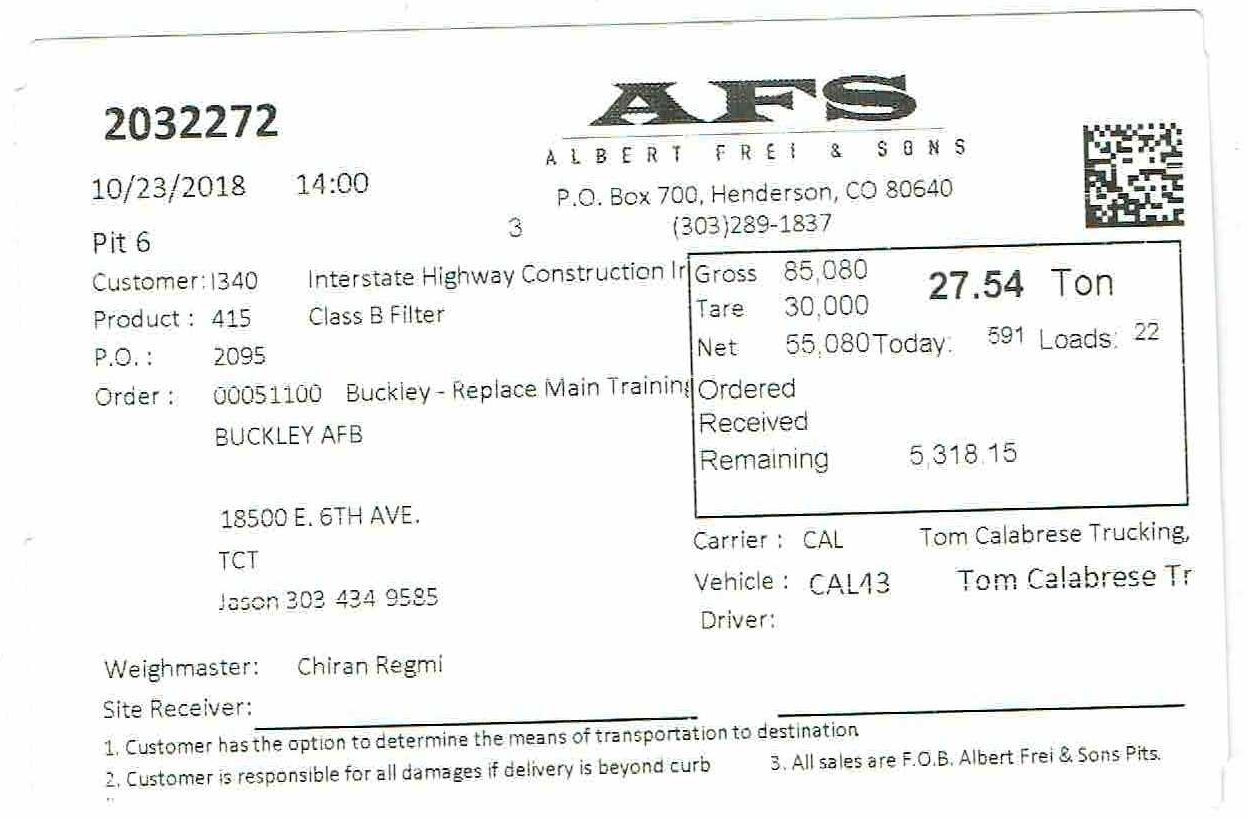 2032272
AFS
ALBERT FREI & SONS
10/23/2018 14:00
P.O. Box 700, Henderson, CO 80640
3 (303)289-1837
Pit 6
Customer: I340 Interstate Highway Construction Ir
Product : 415 Class B Filter
P.O. : 2095
Order : 00051100 Buckley - Replace Main Training
BUCKLEY AFB
18500 E. 6TH AVE.
TCT
Jason 303 434 9585
Gross 85,080 27.54 Ton
Tare 30,000
Net 55,080 Today: 591 Loads: 22
Ordered
Received
Remaining 5,318.15
Carrier : CAL Tom Calabrese Trucking,
Vehicle : CAL43 Tom Calabrese Tr
Driver:
Weighmaster: Chiran Regmi
Site Receiver:
1. Customer has the option to determine the means of transportation to destination
2. Customer is responsible for all damages if delivery is beyond curb
3. All sales are F.O.B. Albert Frei & Sons Pits.